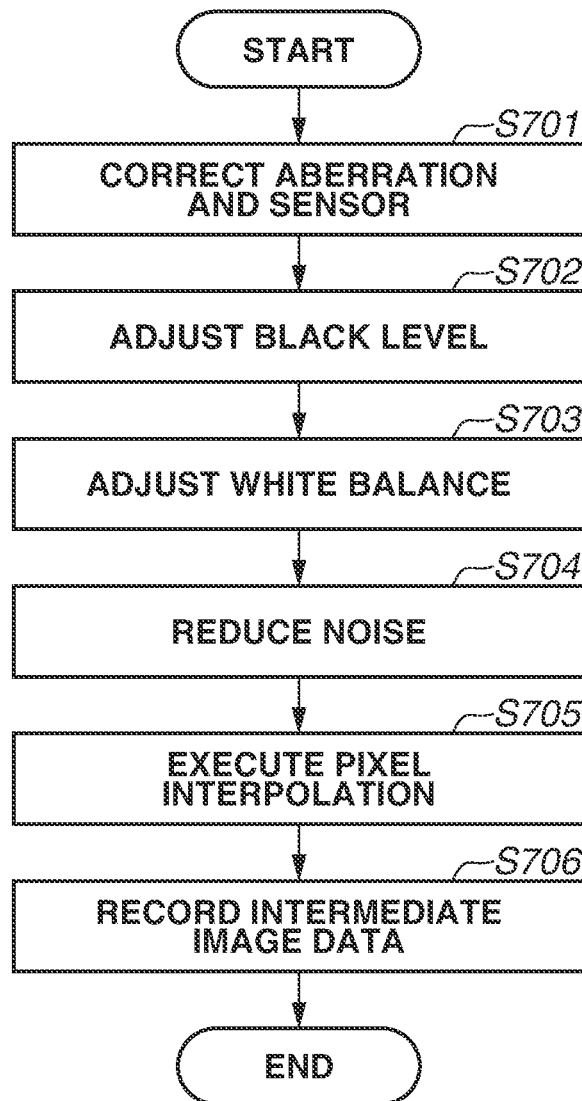 START
S701
CORRECT ABERRATION
AND SENSOR
S702
ADJUST BLACK LEVEL
S703
ADJUST WHITE BALANCE
S704
REDUCE NOISE
S705
EXECUTE PIXEL
INTERPOLATION
S706
RECORD INTERMEDIATE
IMAGE DATA
END